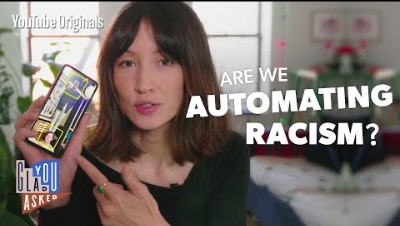 YouTube Originals
ARE WE
AUTOMATING
RACISM?
GLAD
YOU
ASKED